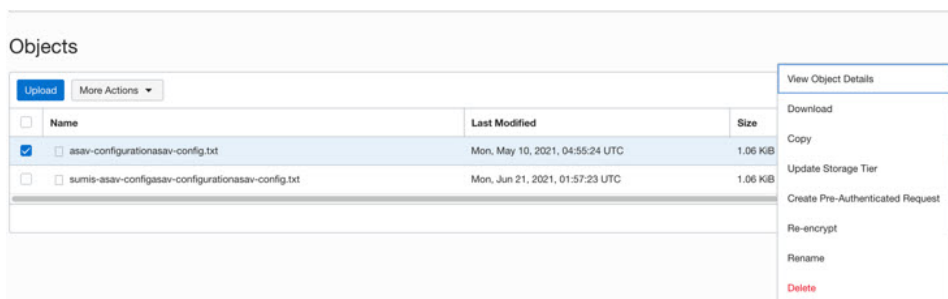 Objects
Upload
More Actions
Name
Last Modified
Size
asav-configurationasav-config.txt
Mon, May 10, 2021, 04:55:24 UTC
1.06 KiB
sumis-asav-configasav-configurationasav-config.txt
Mon, Jun 21, 2021, 01:57:23 UTC
1.06 KiB
View Object Details
Download
Copy
Update Storage Tier
Create Pre-Authenticated Request
Re-encrypt
Rename
Delete